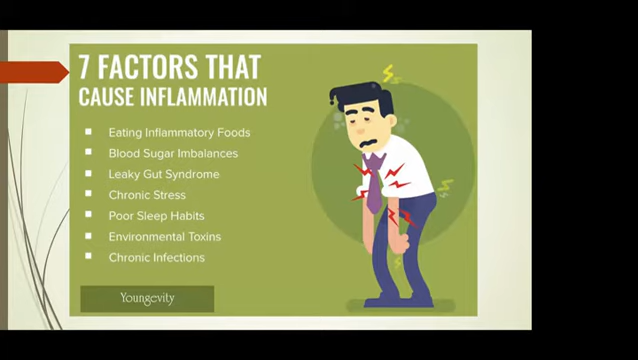 7 FACTORS THAT
CAUSE INFLAMMATION
Eating Inflammatory Foods
Blood Sugar Imbalances
Leaky Gut Syndrome
Chronic Stress
Poor Sleep Habits
Environmental Toxins
Chronic Infections
Youngevity